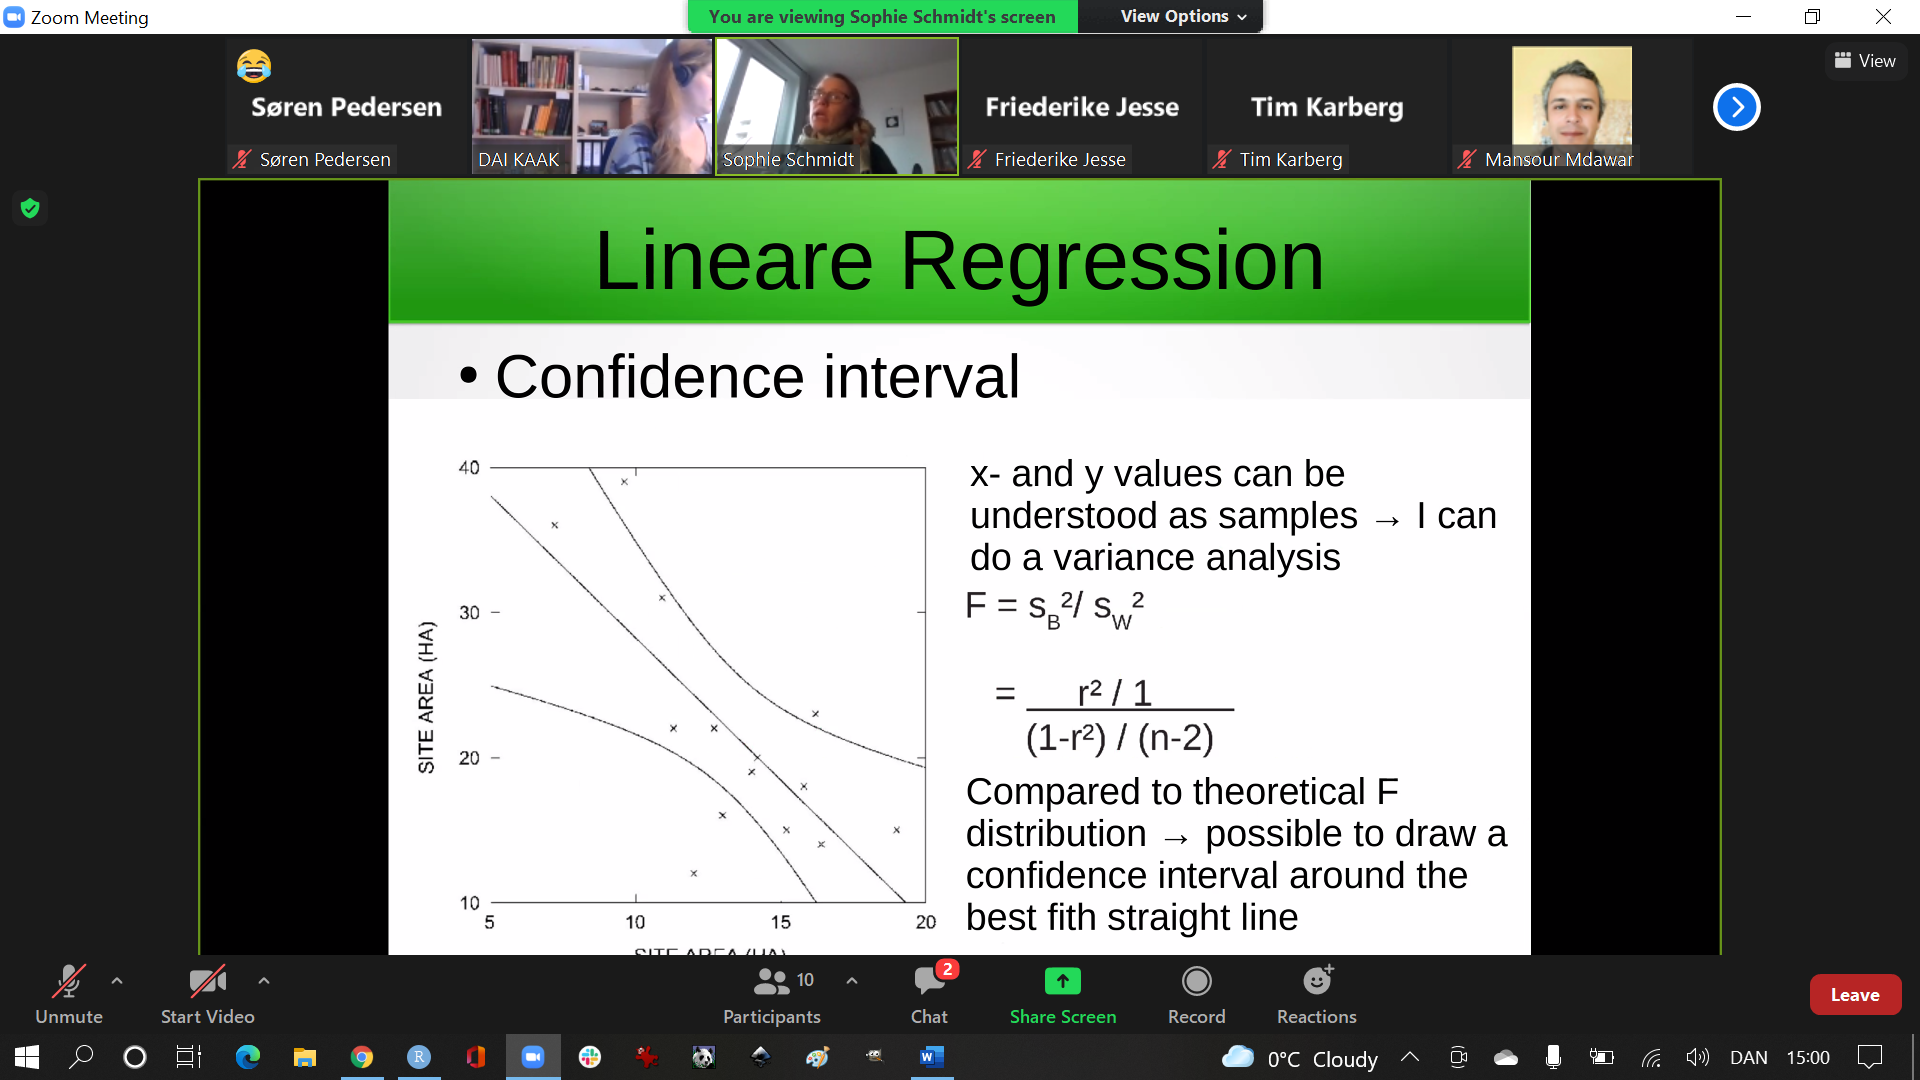 Zoom Meeting
You are viewing Sophie Schmidt's screen
View Options
Søren Pedersen
Friederike Jesse
Tim Karberg
View
Søren Pedersen
DAI KAAK
Sophie Schmidt
Friederike Jesse
Tim Karberg
Mansour Mdawar
Lineare Regression
• Confidence interval
40
30
20
10
SITE AREA (HA)
5
10
15
20
SITE AREA (HA)
x- and y values can be
understood as samples → I can
do a variance analysis
F = sB²/ sW²
= r² / 1
(1-r²) / (n-2)
Compared to theoretical F
distribution → possible to draw a
confidence interval around the
best fith straight line
Unmute
Start Video
10
Participants
2
Chat
Share Screen
Record
Reactions
Leave
0°C Cloudy
DAN
15:00